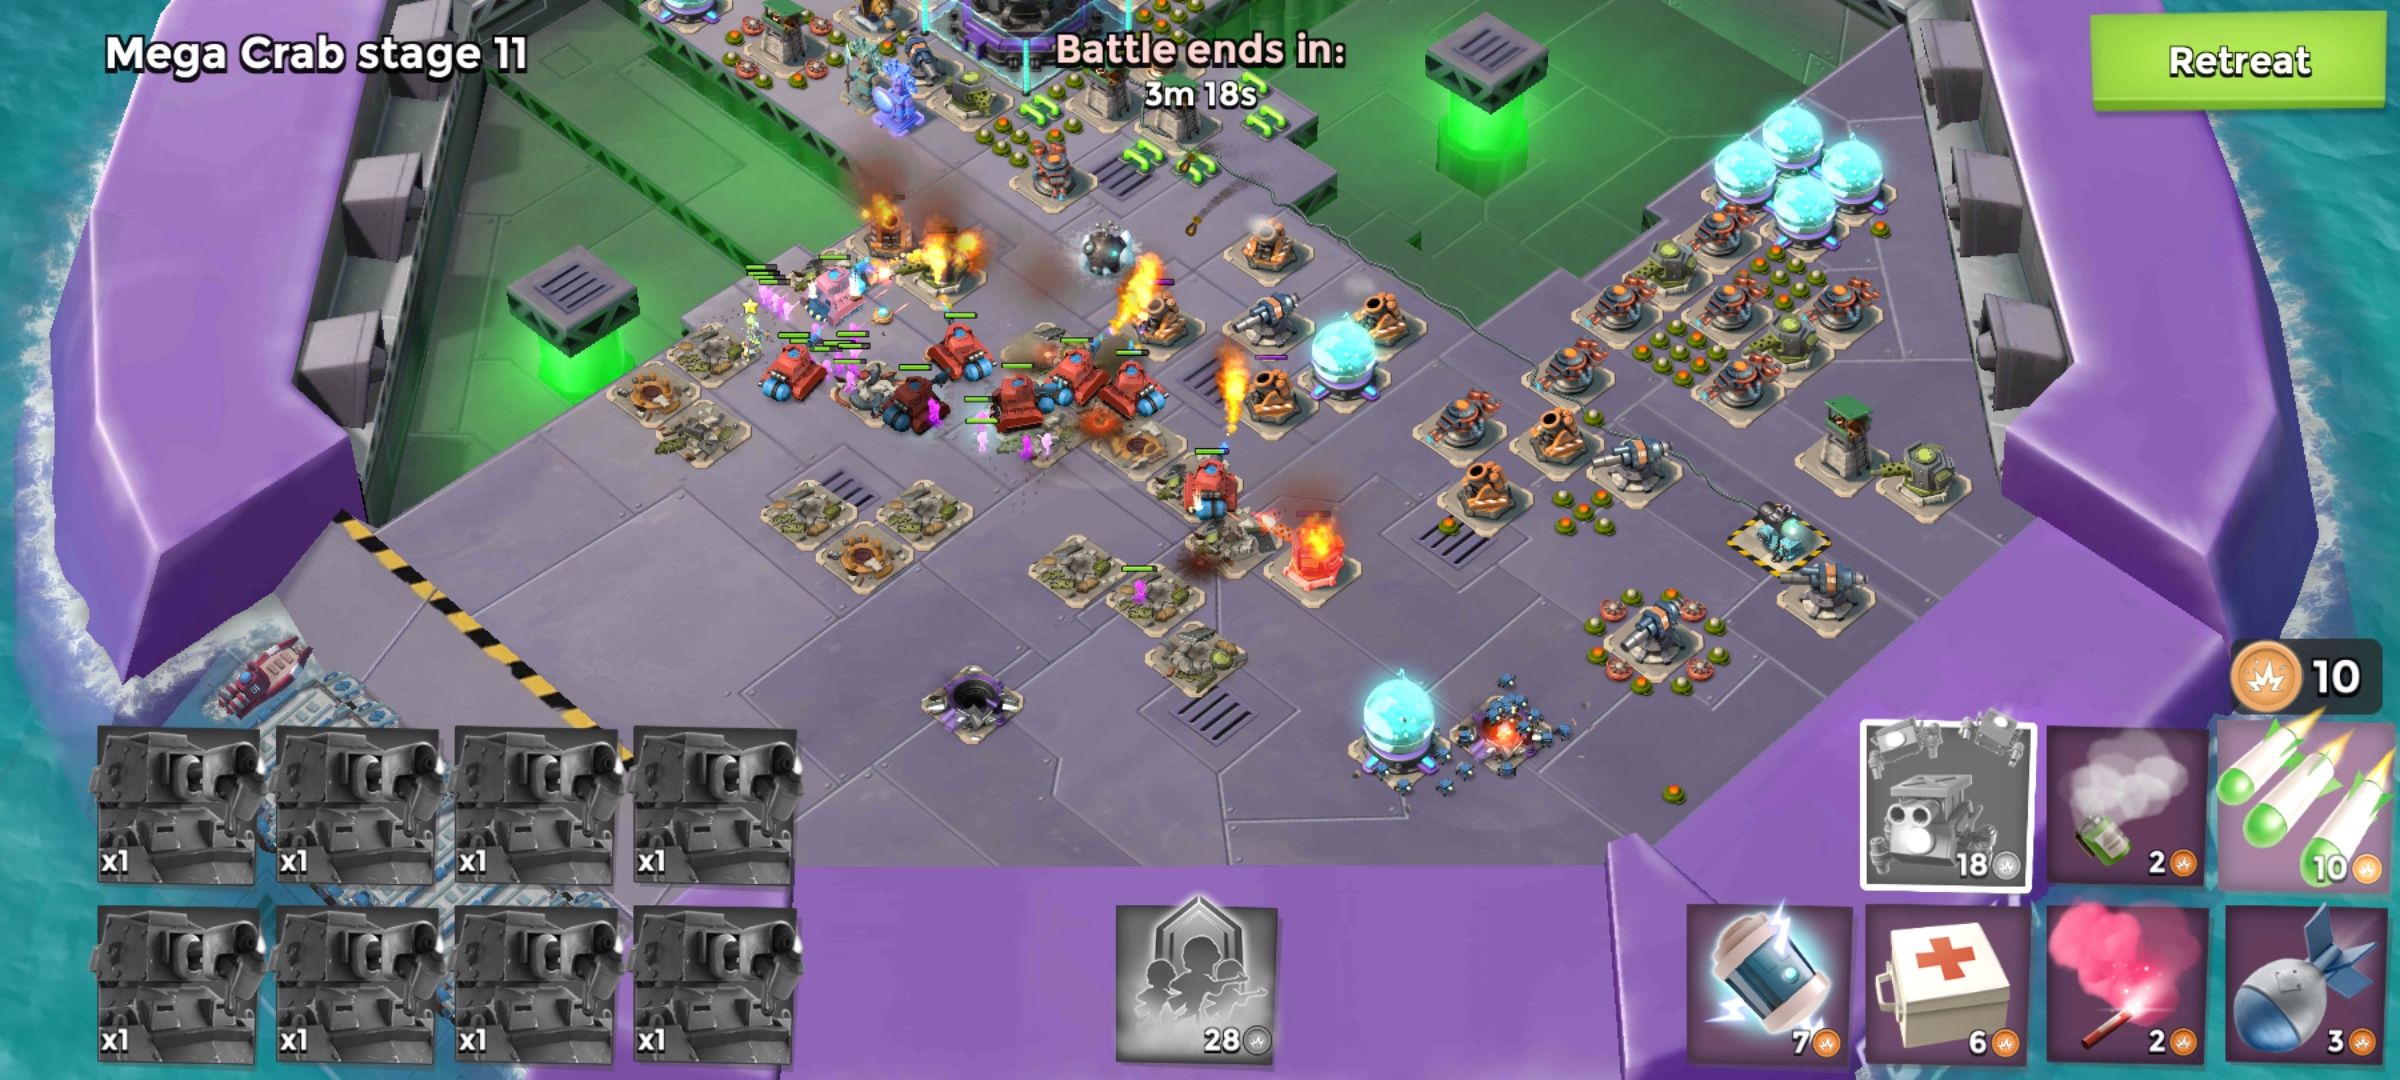 Mega Crab stage 11
Battle ends in:
3m 18s
Retreat
10
18
2
10
x1
x1
x1
x1
7
6
2
3
x1
x1
x1
x1
28